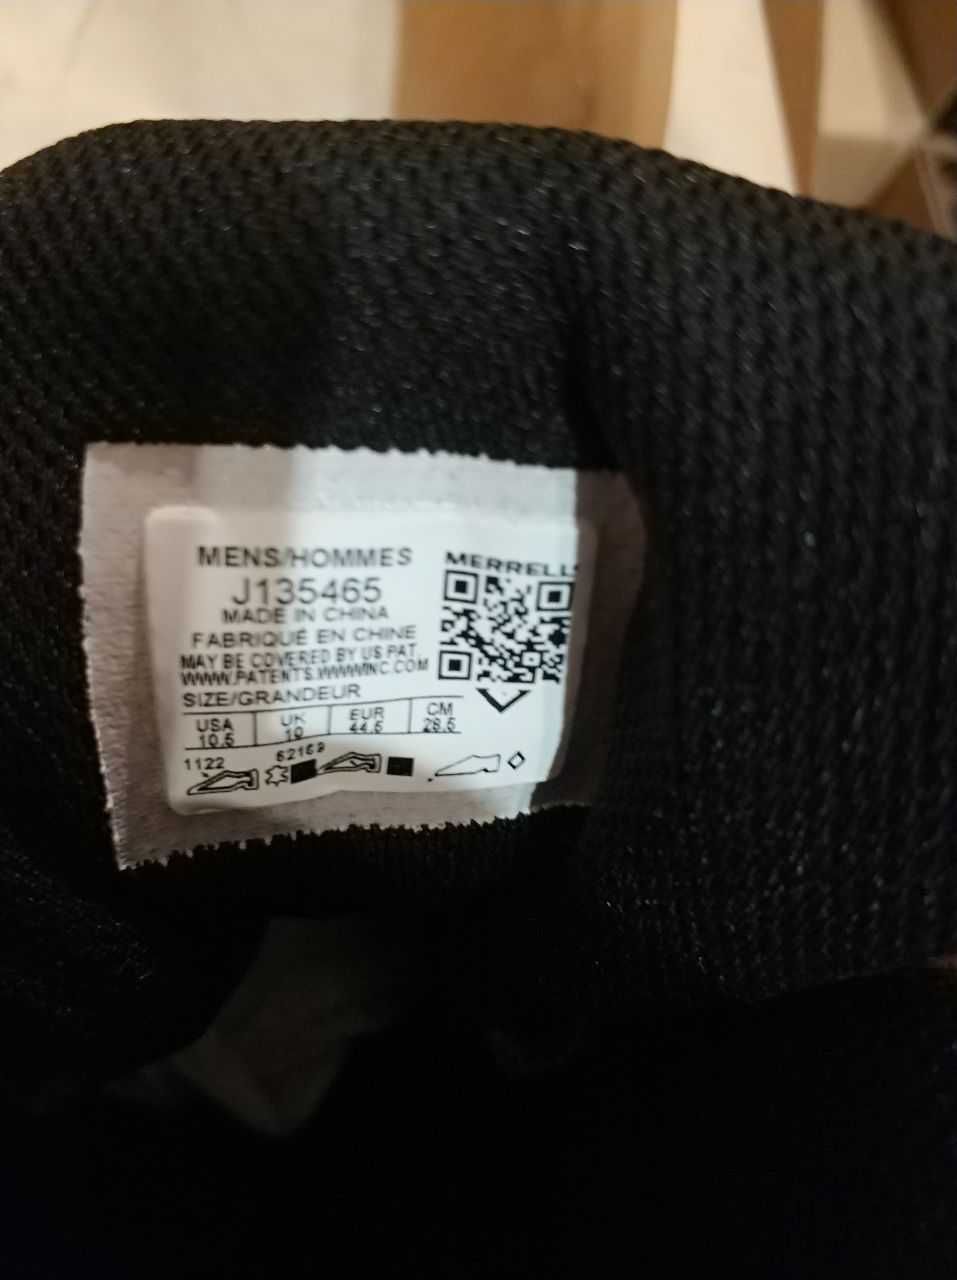 MENS/HOMMES
J135465
MADE IN CHINA
FABRIQUÉ EN CHINE
MAY BE COVERED BY US PAT.
WWW.PATENTS.WWWINC.COM
SIZE/GRANDEUR
USA UK EUR CM
10.5 10 44.5 28.5
1122 62169
MERRELL